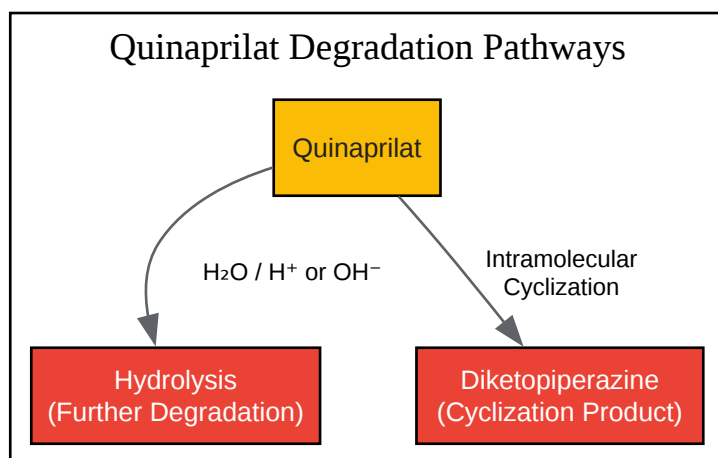 Quinaprilat Degradation Pathways
Quinaprilat
H₂O / H⁺ or OH⁻
Intramolecular
Cyclization
Hydrolysis
(Further Degradation)
Diketopiperazine
(Cyclization Product)